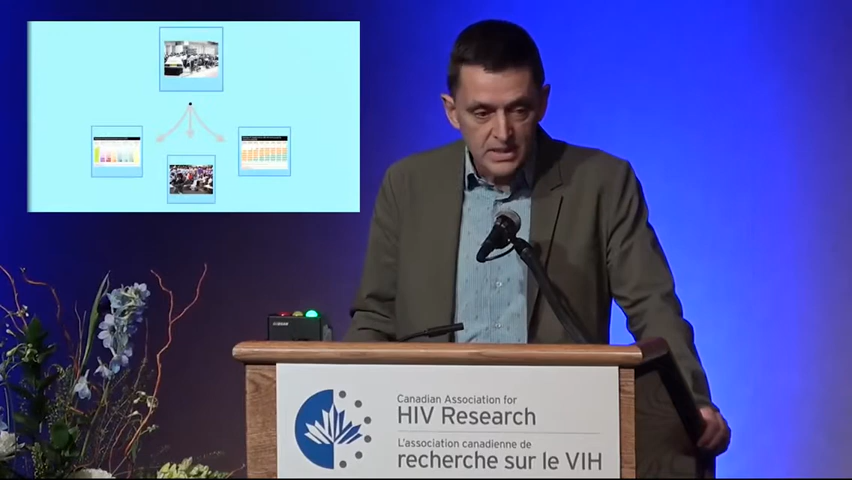 Canadian Association for
HIV Research
L'association canadienne de
recherche sur le VIH